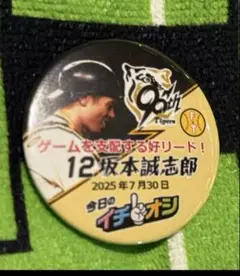 90th
Tigers
ゲームを支配する好リード!
12 坂本誠志郎
2025年7月30日
今日の
イチオシ